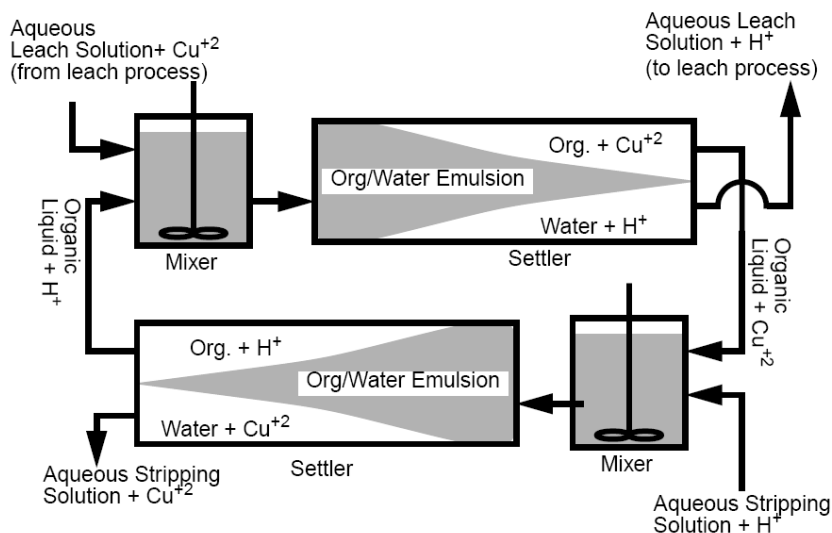 Aqueous
Leach Solution+ Cu+2
(from leach process)
Aqueous Leach
Solution + H+
(to leach process)
Org. + Cu+2
Org/Water Emulsion
Water + H+
Mixer
Settler
Organic
Liquid + H+
Organic
Liquid + Cu+2
Org. + H+
Org/Water Emulsion
Water + Cu+2
Settler
Mixer
Aqueous Stripping
Solution + Cu+2
Aqueous Stripping
Solution + H+